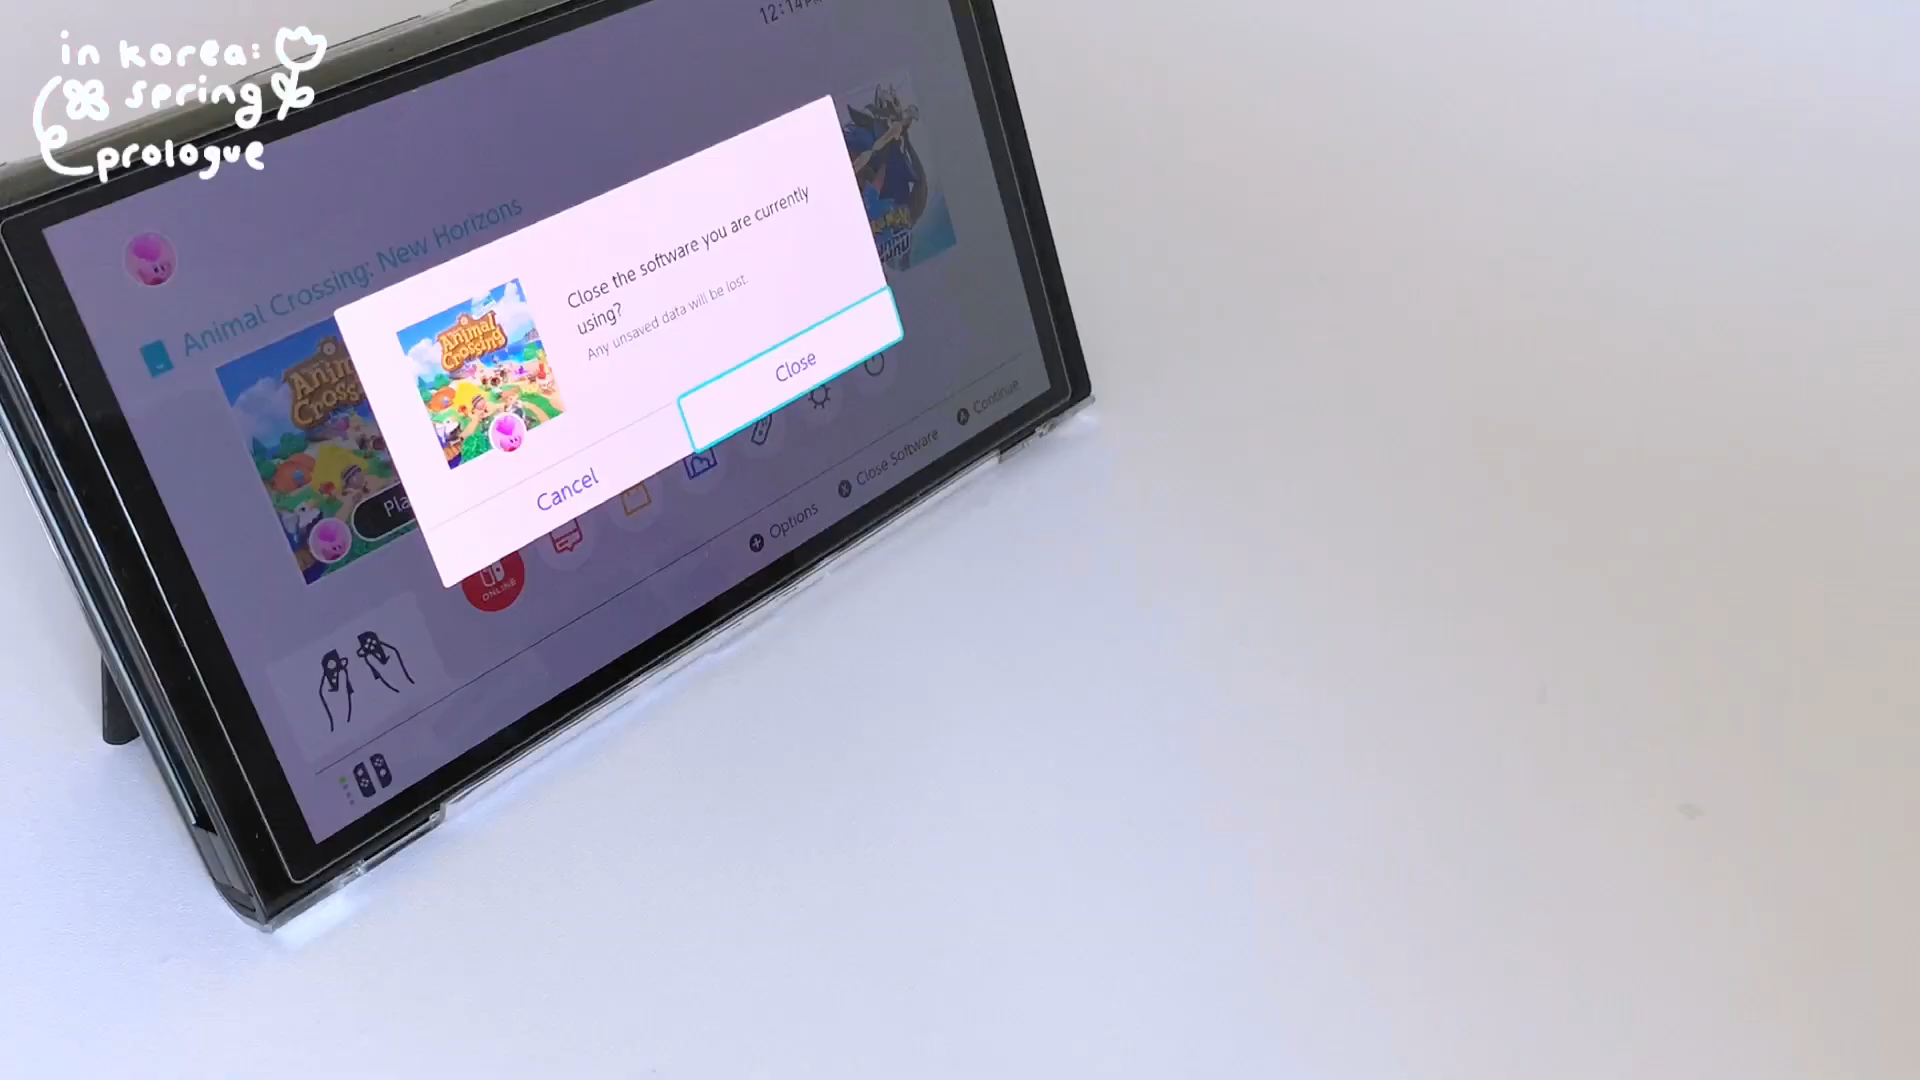 in korea:
spring
prologue
12:14
Animal Crossing: New Horizons
Close the software you are currently
using?
Any unsaved data will be lost.
Animal
Crossing
Close
Cancel
ONLINE
Options
Close Software
Continue